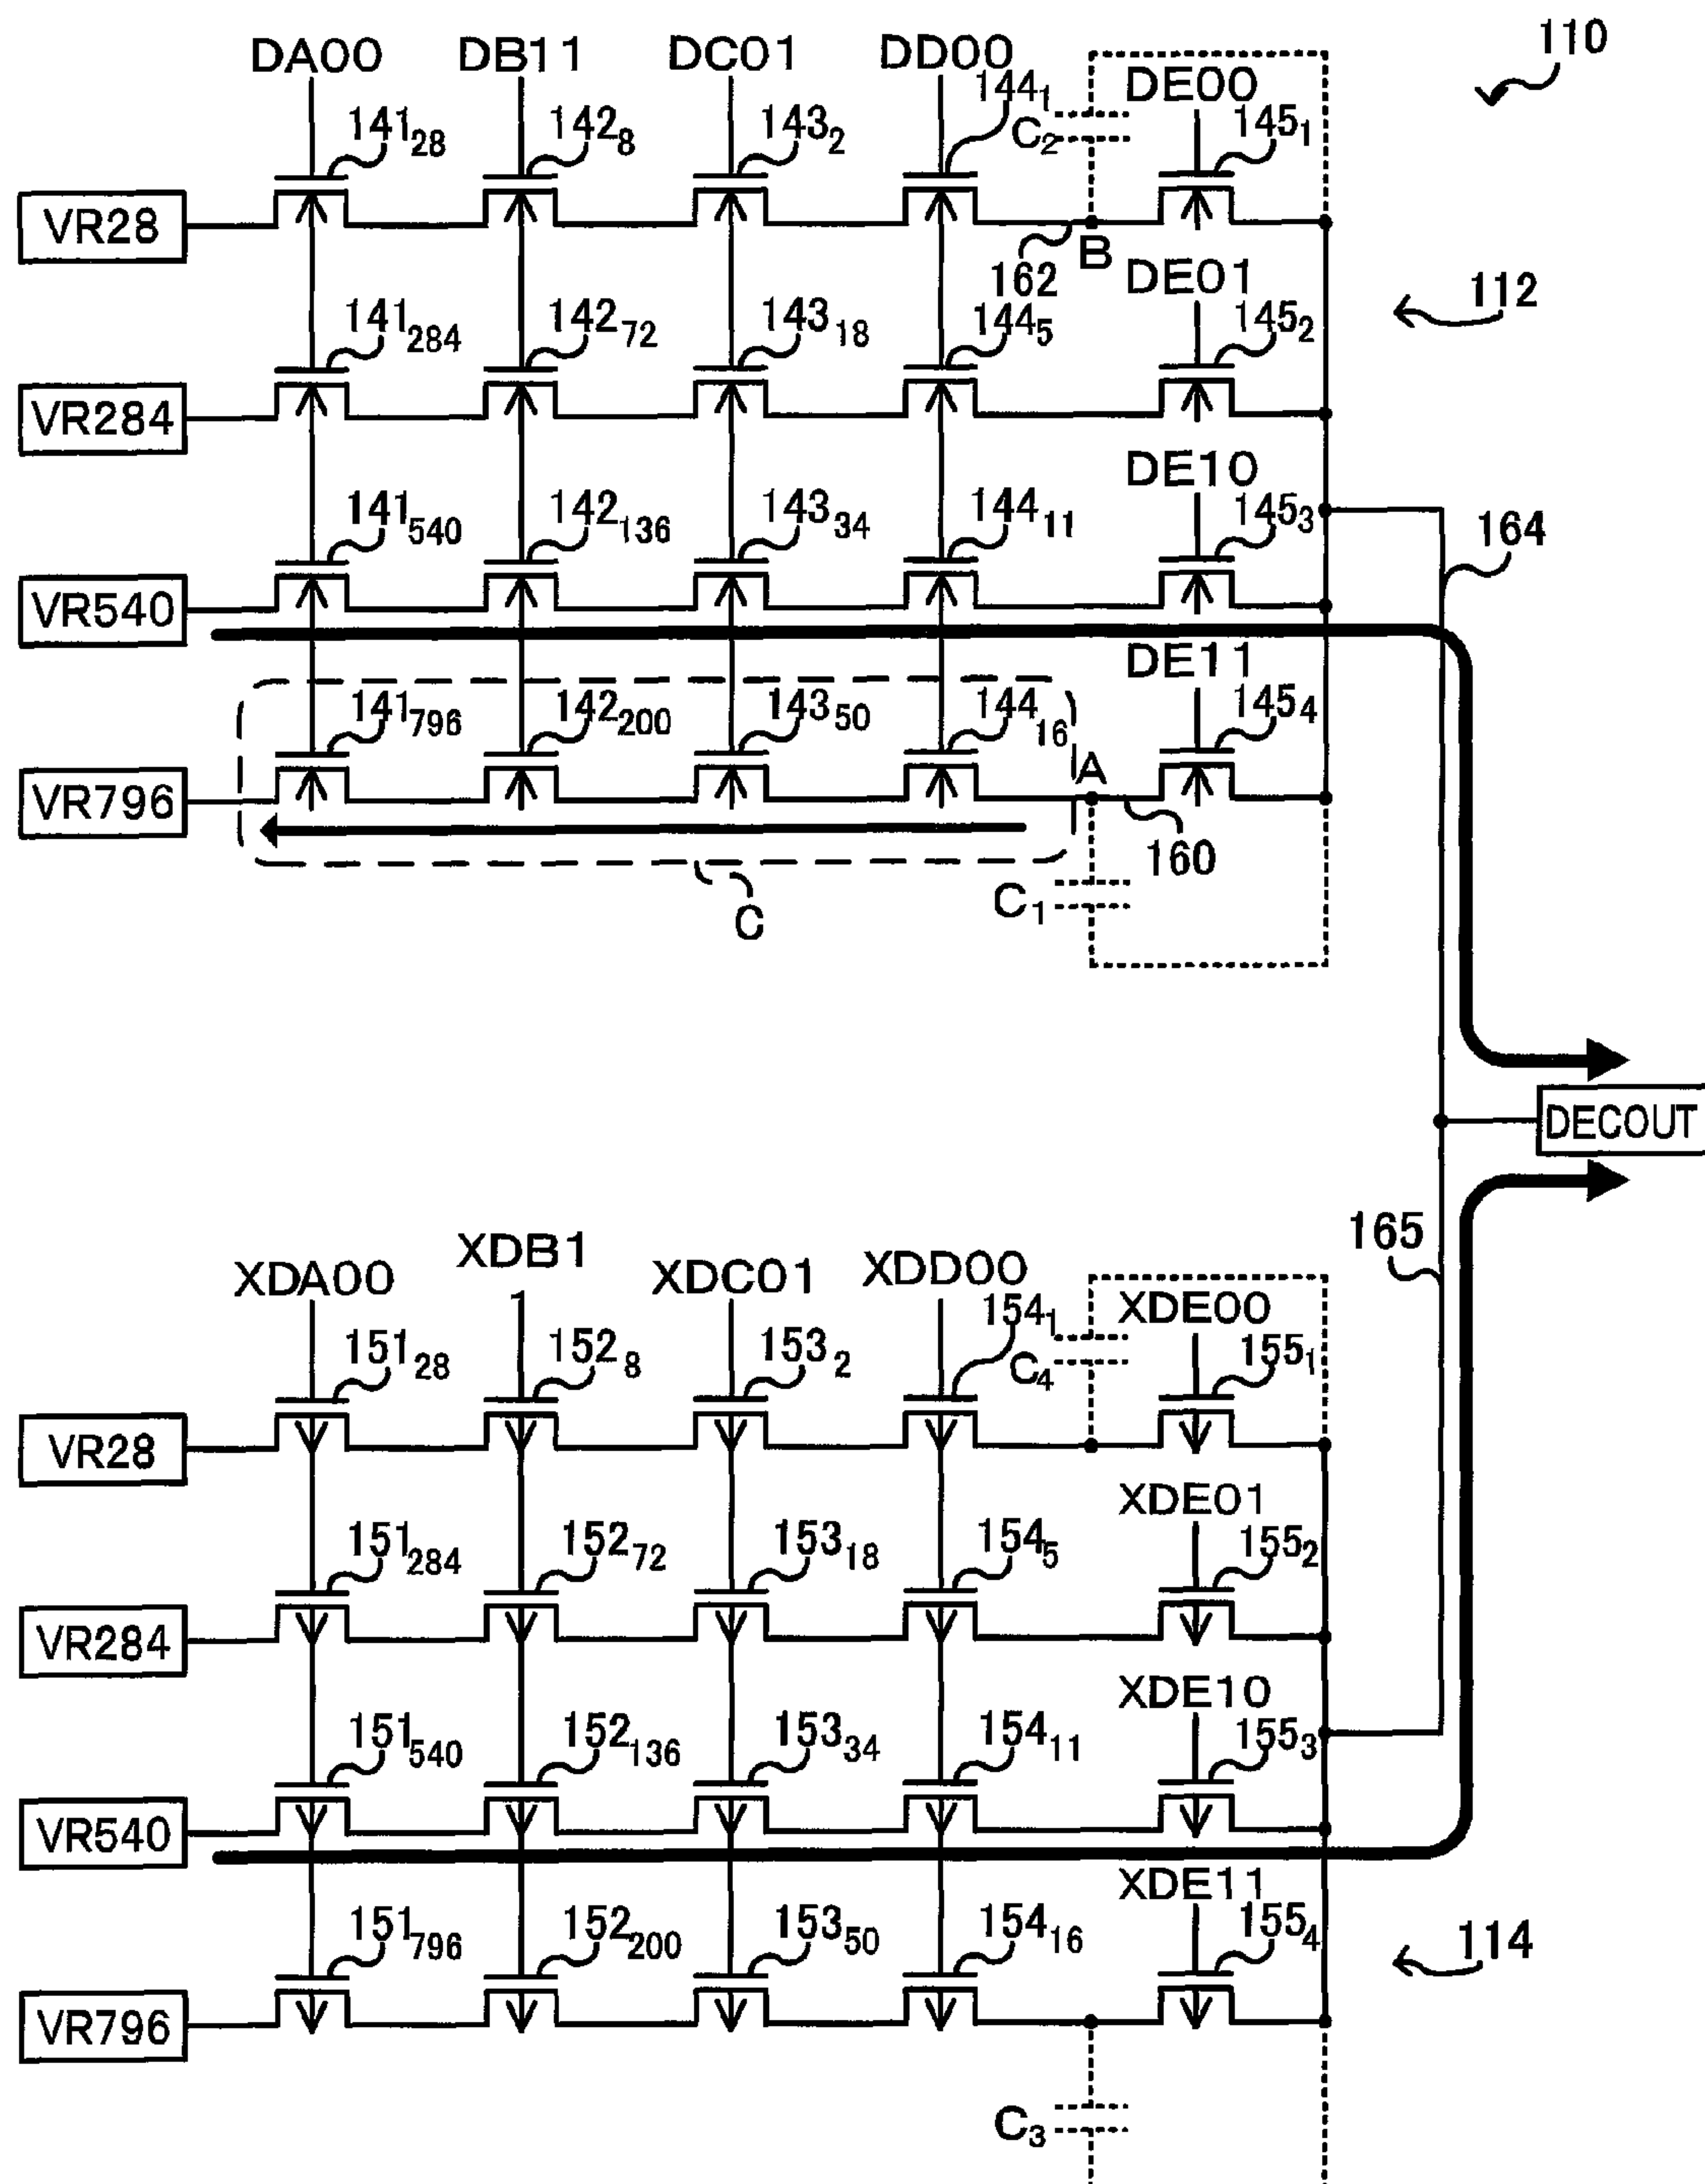 110
DA00 DB11 DC01 DD00 DE00
141₂₈ 142₈ 143₂ 144₁ C₂ 145₁
VR28
162 B
DE01
112
141₂₈₄ 142₇₂ 143₁₈ 144₅ 145₂
VR284
DE10
141₅₄₀ 142₁₃₆ 143₃₄ 144₁₁ 145₃
164
VR540
DE11
141₇₉₆ 142₂₀₀ 143₅₀ 144₁₆ 145₄
A
VR796
160
C
C₁
DECOUT
165
XDA00 XDB1 XDC01 XDD00 XDE00
1
151₂₈ 152₈ 153₂ 154₁ C₄ 155₁
VR28
XDE01
151₂₈₄ 152₇₂ 153₁₈ 154₅ 155₂
VR284
XDE10
151₅₄₀ 152₁₃₆ 153₃₄ 154₁₁ 155₃
VR540
XDE11
151₇₉₆ 152₂₀₀ 153₅₀ 154₁₆ 155₄
114
VR796
C₃